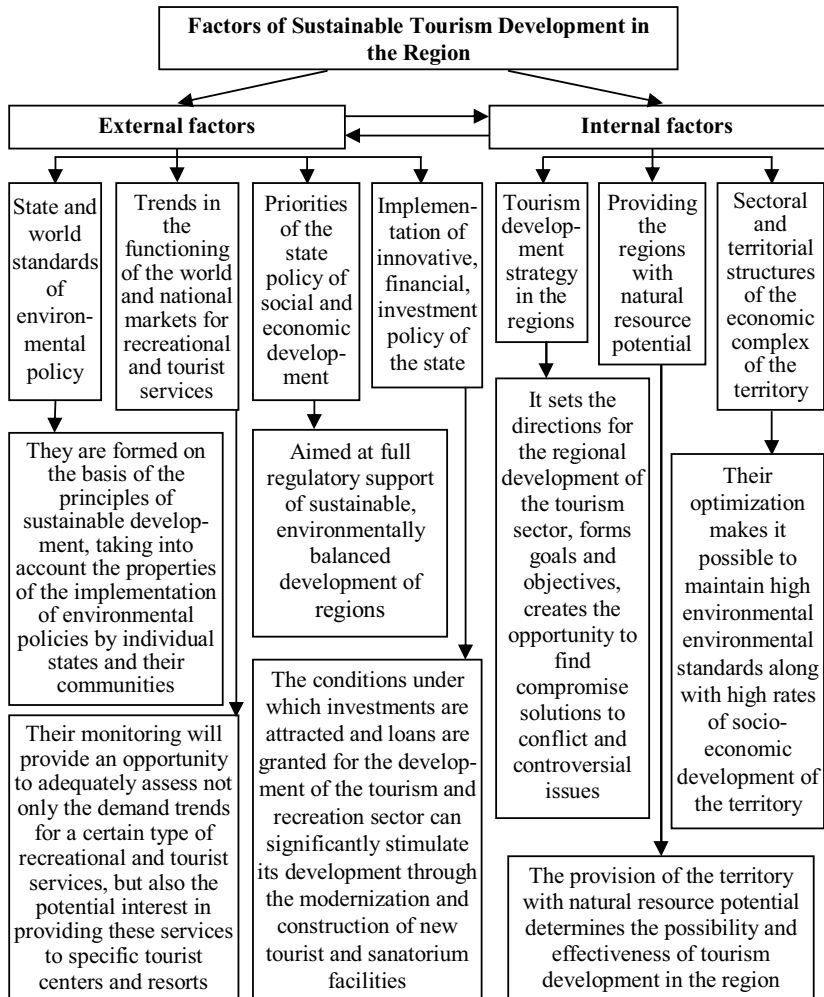 Factors of Sustainable Tourism Development in
the Region
External factors
Internal factors
State and
world
standards
of
environ-
mental
policy
Trends in
the
functioning
of the world
and national
markets for
recreational
and tourist
services
Priorities
of the
state
policy of
social and
economic
develop-
ment
Implemen-
tation of
innovative,
financial,
investment
policy of
the state
Tourism
develop-
ment
strategy in
the regions
Providing
the
regions
with
natural
resource
potential
Sectoral
and
territorial
structures
of the
economic
complex
of the
territory
They are formed on
the basis of the
principles of
sustainable develop-
ment, taking into
account the properties
of the implementation
of environmental
policies by individual
states and their
communities
Aimed at full
regulatory support
of sustainable,
environmentally
balanced
development of
regions
It sets the
directions for
the regional
development of
the tourism
sector, forms
goals and
objectives,
creates the
opportunity to
find
compromise
solutions to
conflict and
controversial
issues
Their
optimization
makes it
possible to
maintain high
environmental
environmental
standards along
with high rates
of socio-
economic
development of
the territory
Their monitoring will
provide an opportunity
to adequately assess not
only the demand trends
for a certain type of
recreational and tourist
services, but also the
potential interest in
providing these services
to specific tourist
centers and resorts
The conditions under
which investments are
attracted and loans are
granted for the develop-
ment of the tourism and
recreation sector can
significantly stimulate
its development through
the modernization and
construction of new
tourist and sanatorium
facilities
The provision of the territory
with natural resource potential
determines the possibility and
effectiveness of tourism
development in the region